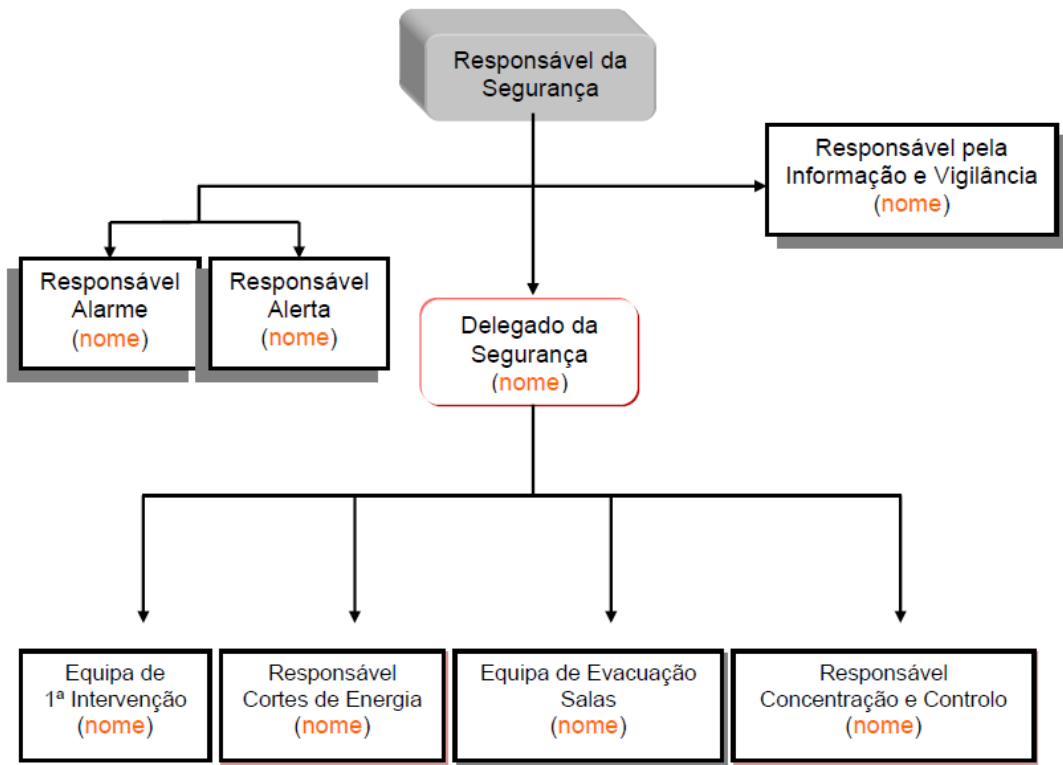 Responsável da
Segurança
Responsável pela
Informação e Vigilância
(nome)
Responsável
Alarme
(nome)
Responsável
Alerta
(nome)
Delegado da
Segurança
(nome)
Equipa de
1ª Intervenção
(nome)
Responsável
Cortes de Energia
(nome)
Equipa de Evacuação
Salas
(nome)
Responsável
Concentração e Controlo
(nome)